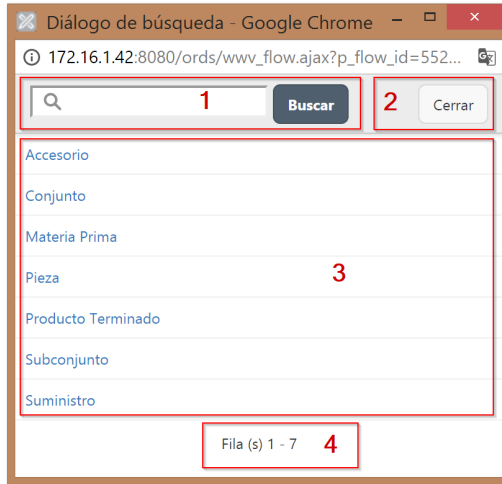 Diálogo de búsqueda - Google Chrome
172.16.1.42:8080/ords/wwv_flow.ajax?p_flow_id=552...
1 Buscar 2 Cerrar
Accesorio
Conjunto
Materia Prima
Pieza 3
Producto Terminado
Subconjunto
Suministro
Fila (s) 1 - 7 4